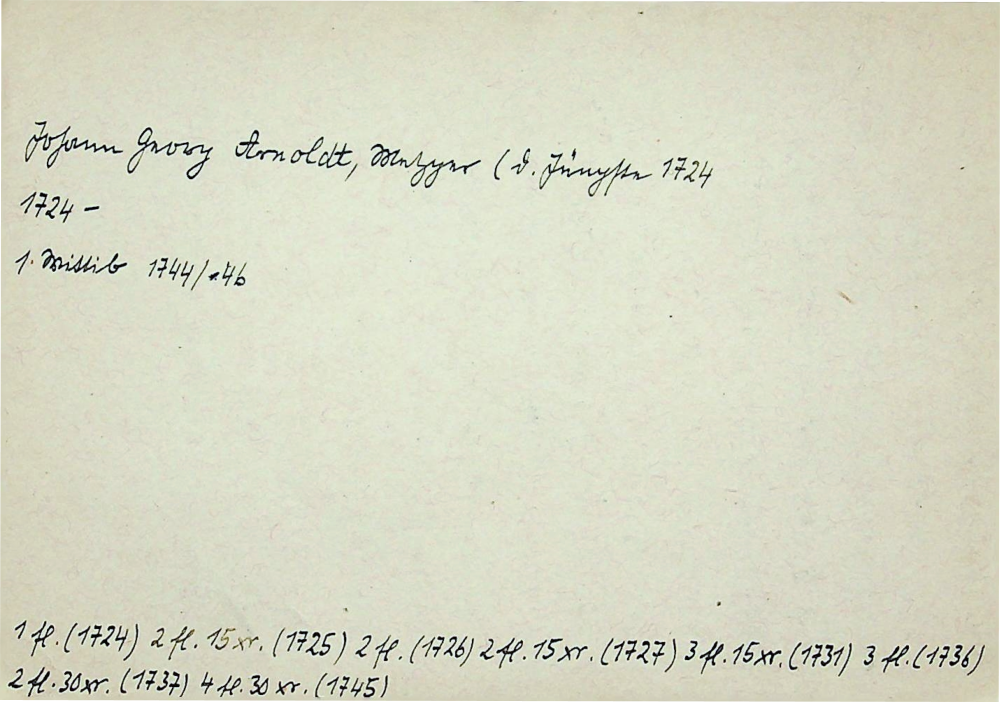 Johann Georg Arnoldt, Metzger (d. Jüngste 1724
1724 –
1. Wittib 1744/-46
1 fl. (1724) 2 fl. 15 xr. (1725) 2 fl. (1726) 2 fl. 15 xr. (1727) 3 fl. 15 xr. (1731) 3 fl. (1736)
2 fl. 30 xr. (1737) 4 fl. 30 xr. (1745)